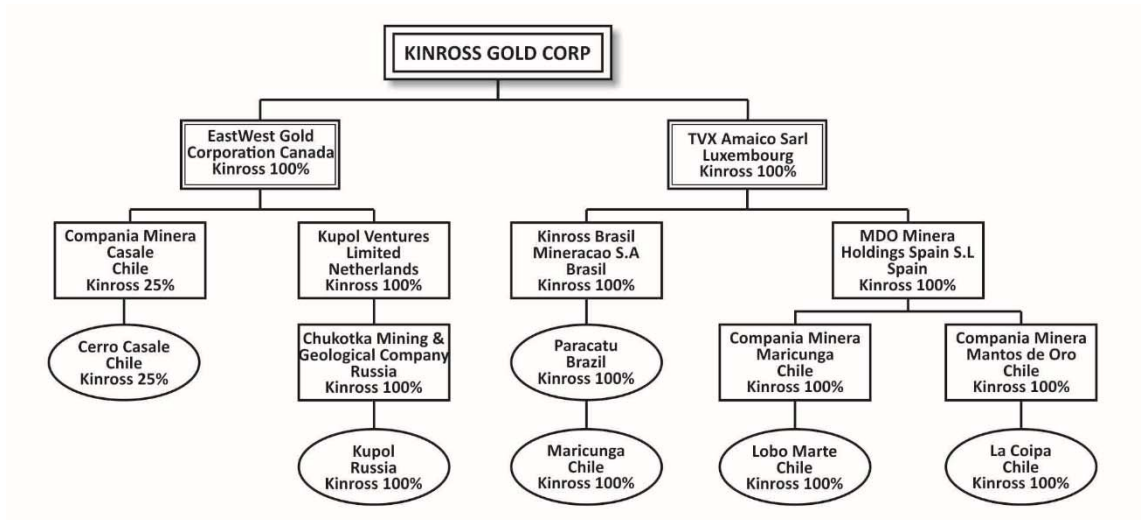 KINROSS GOLD CORP
EastWest Gold
Corporation Canada
Kinross 100%
TVX Amaico Sarl
Luxembourg
Kinross 100%
Compania Minera
Casale
Chile
Kinross 25%
Kupol Ventures
Limited
Netherlands
Kinross 100%
Kinross Brasil
Mineracao S.A
Brasil
Kinross 100%
MDO Minera
Holdings Spain S.L
Spain
Kinross 100%
Cerro Casale
Chile
Kinross 25%
Chukotka Mining &
Geological Company
Russia
Kinross 100%
Paracatu
Brazil
Kinross 100%
Compania Minera
Maricunga
Chile
Kinross 100%
Compania Minera
Mantos de Oro
Chile
Kinross 100%
Kupol
Russia
Kinross 100%
Maricunga
Chile
Kinross 100%
Lobo Marte
Chile
Kinross 100%
La Coipa
Chile
Kinross 100%